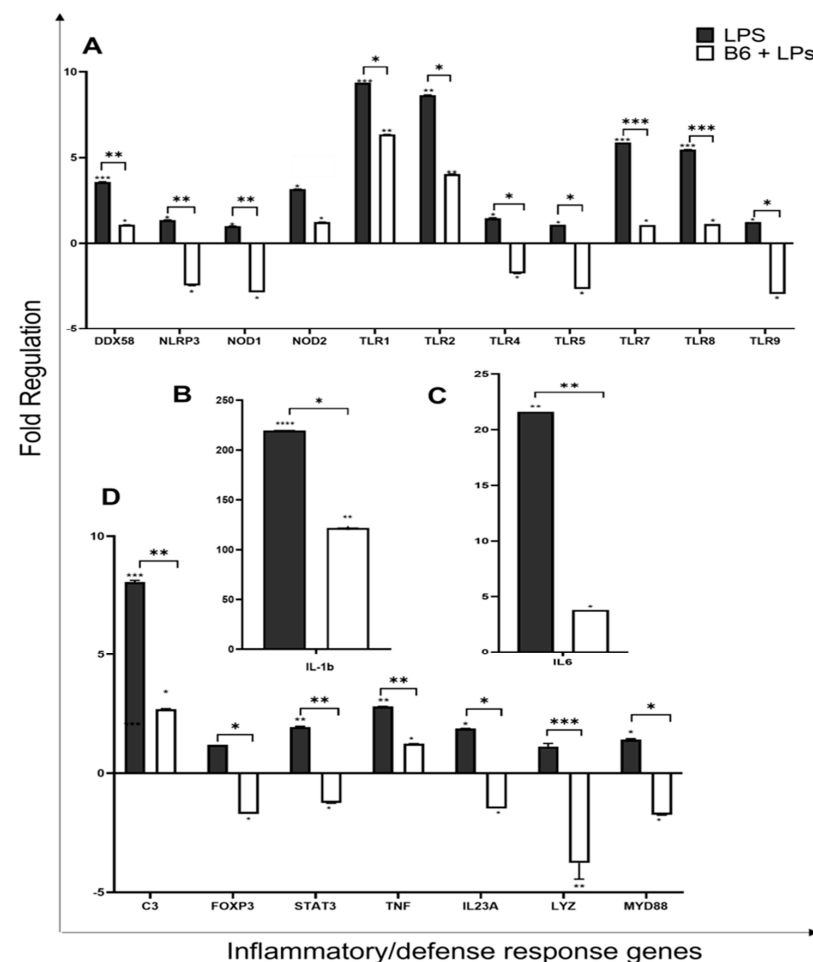 A
LPS
B6 + LPs
10
5
0
-5
* * *** *** ** ** ** *
*** ** * ** *** *** * ** * * * * ** * * * * * * * * *
DDX58 NLRP3 NOD1 NOD2 TLR1 TLR2 TLR4 TLR5 TLR7 TLR8 TLR9
Fold Regulation
B
250
200
150
100
50
0
*
****
**
IL-1b
C
25
20
15
10
5
0
**
**
*
IL6
D
10
5
0
-5
** * ** ** * *** *
*** * ** ** * * *
*** * * * * ** *
C3 FOXP3 STAT3 TNF IL23A LYZ MYD88
Inflammatory/defense response genes